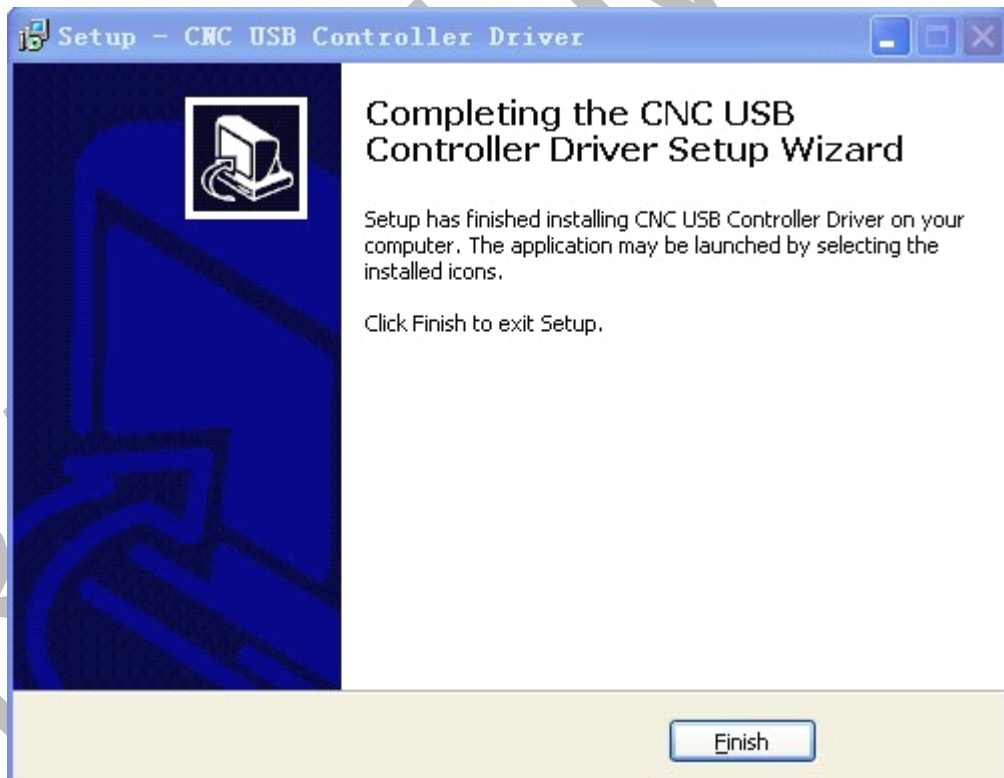 Setup - CNC USB Controller Driver
Completing the CNC USB
Controller Driver Setup Wizard
Setup has finished installing CNC USB Controller Driver on your
computer. The application may be launched by selecting the
installed icons.
Click Finish to exit Setup.
Finish